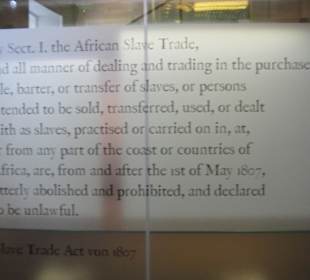 y Sect. I. the African Slave Trade,
nd all manner of dealing and trading in the purchase
le, barter, or transfer of slaves, or persons
tended to be sold, transferred, used, or dealt
ith as slaves, practised or carried on in, at,
r from any part of the coast or countries of
frica, are, from and after the 1st of May 1807,
tterly abolished and prohibited, and declared
o be unlawful.
Slave Trade Act von 1807